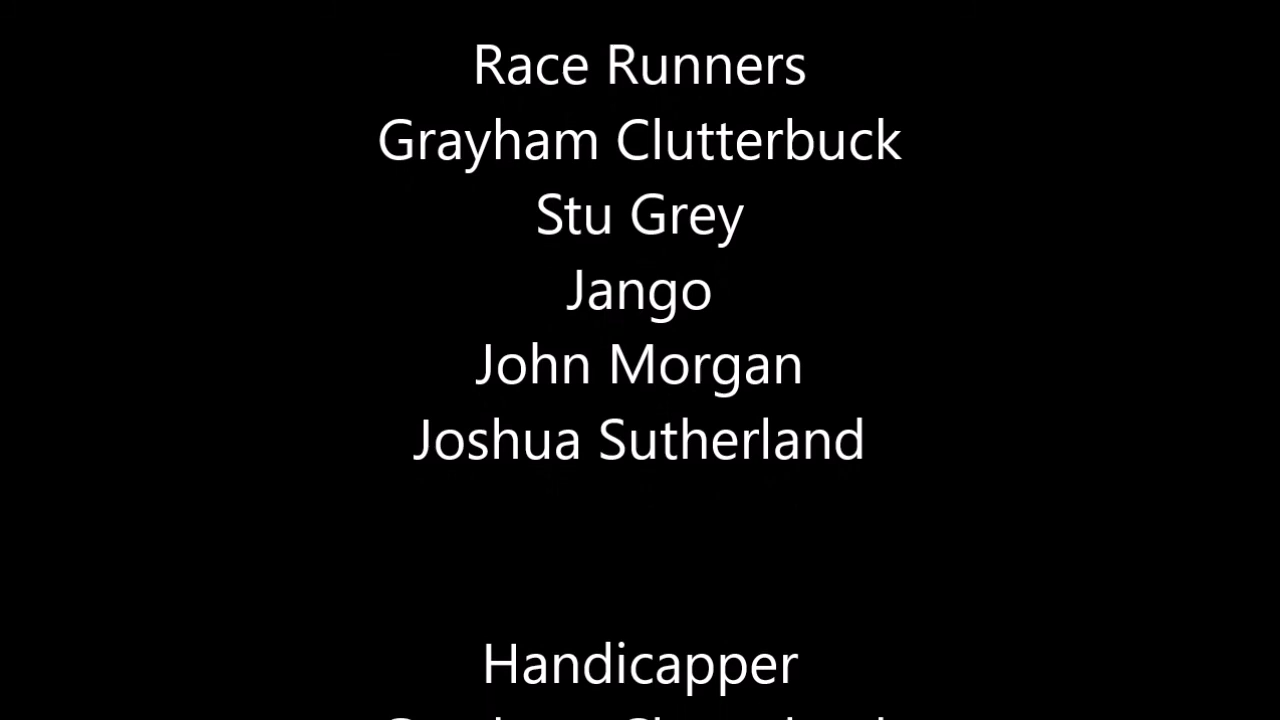 Race Runners
Grayham Clutterbuck
Stu Grey
Jango
John Morgan
Joshua Sutherland
Handicapper